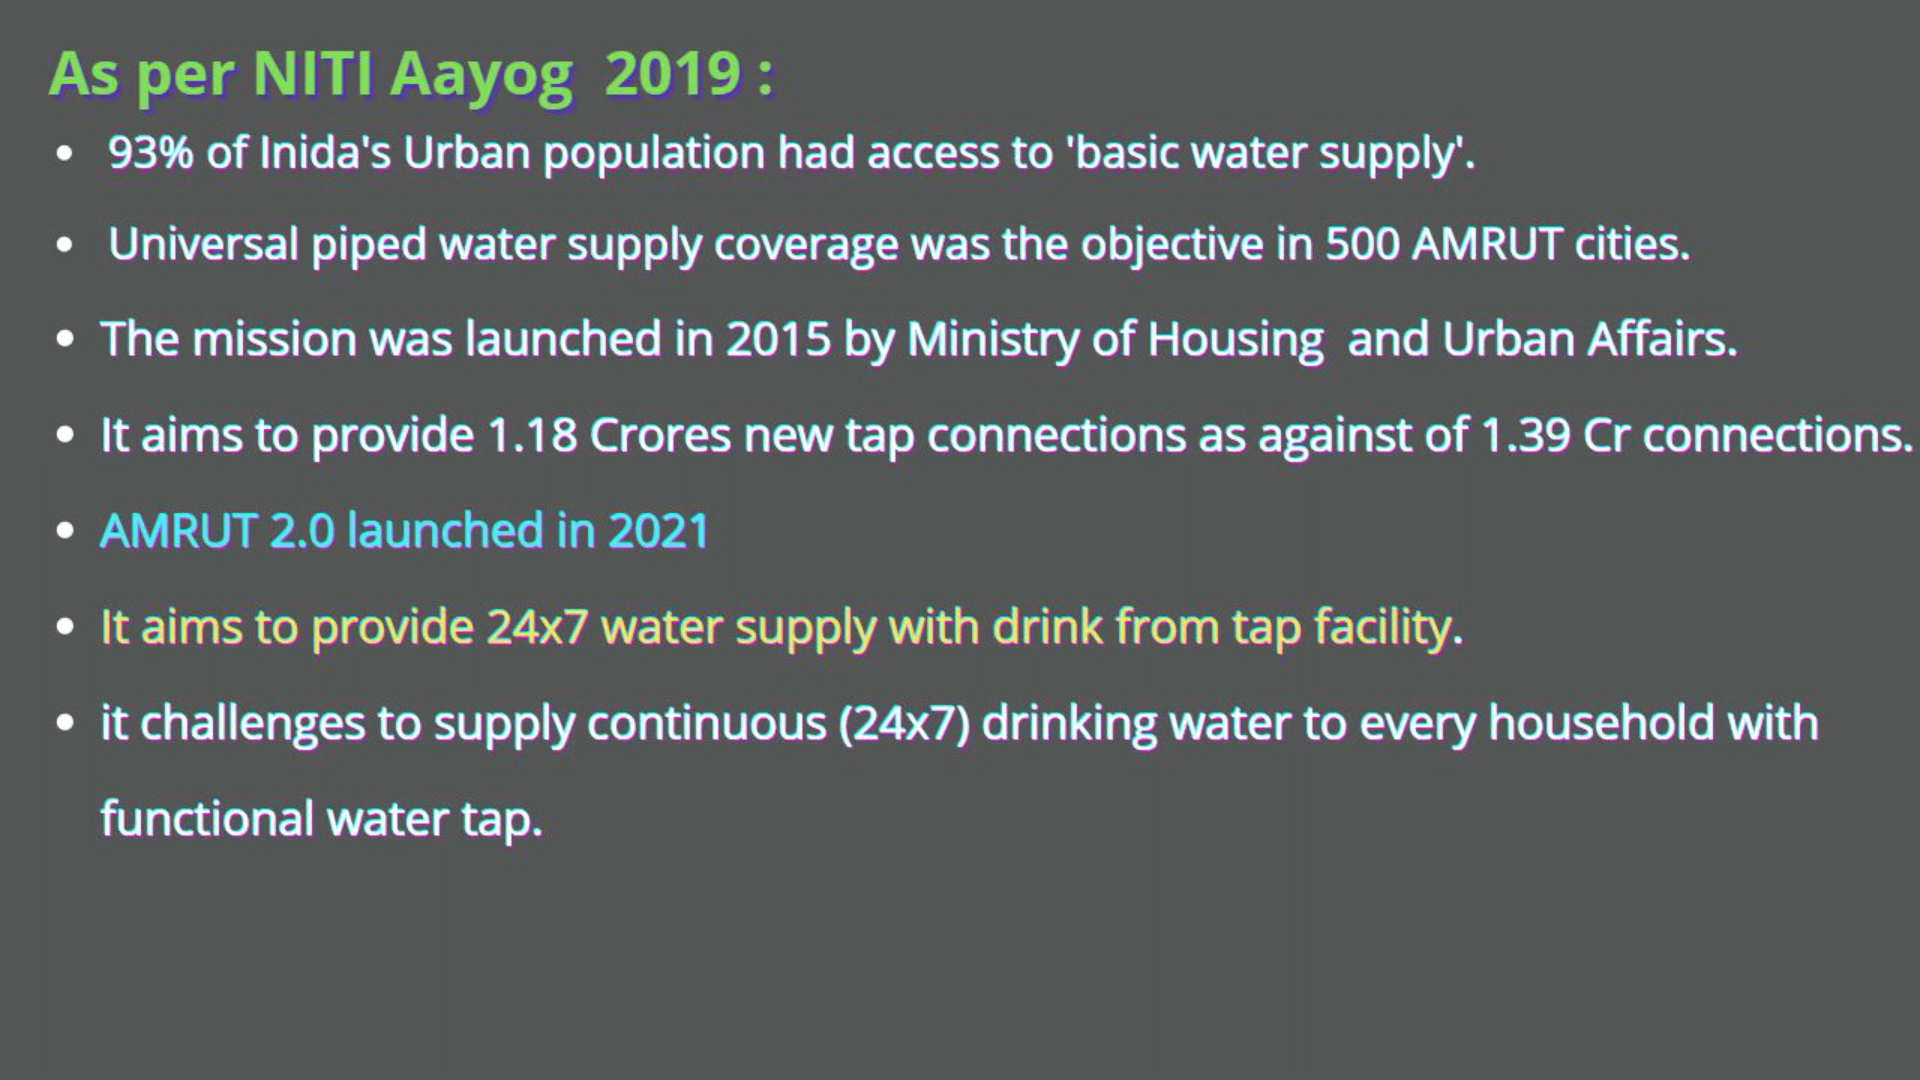 As per NITI Aayog  2019 :
• 93% of Inida's Urban population had access to 'basic water supply'.
• Universal piped water supply coverage was the objective in 500 AMRUT cities.
• The mission was launched in 2015 by Ministry of Housing  and Urban Affairs.
• It aims to provide 1.18 Crores new tap connections as against of 1.39 Cr connections.
• AMRUT 2.0 launched in 2021
• It aims to provide 24x7 water supply with drink from tap facility.
• it challenges to supply continuous (24x7) drinking water to every household with
functional water tap.